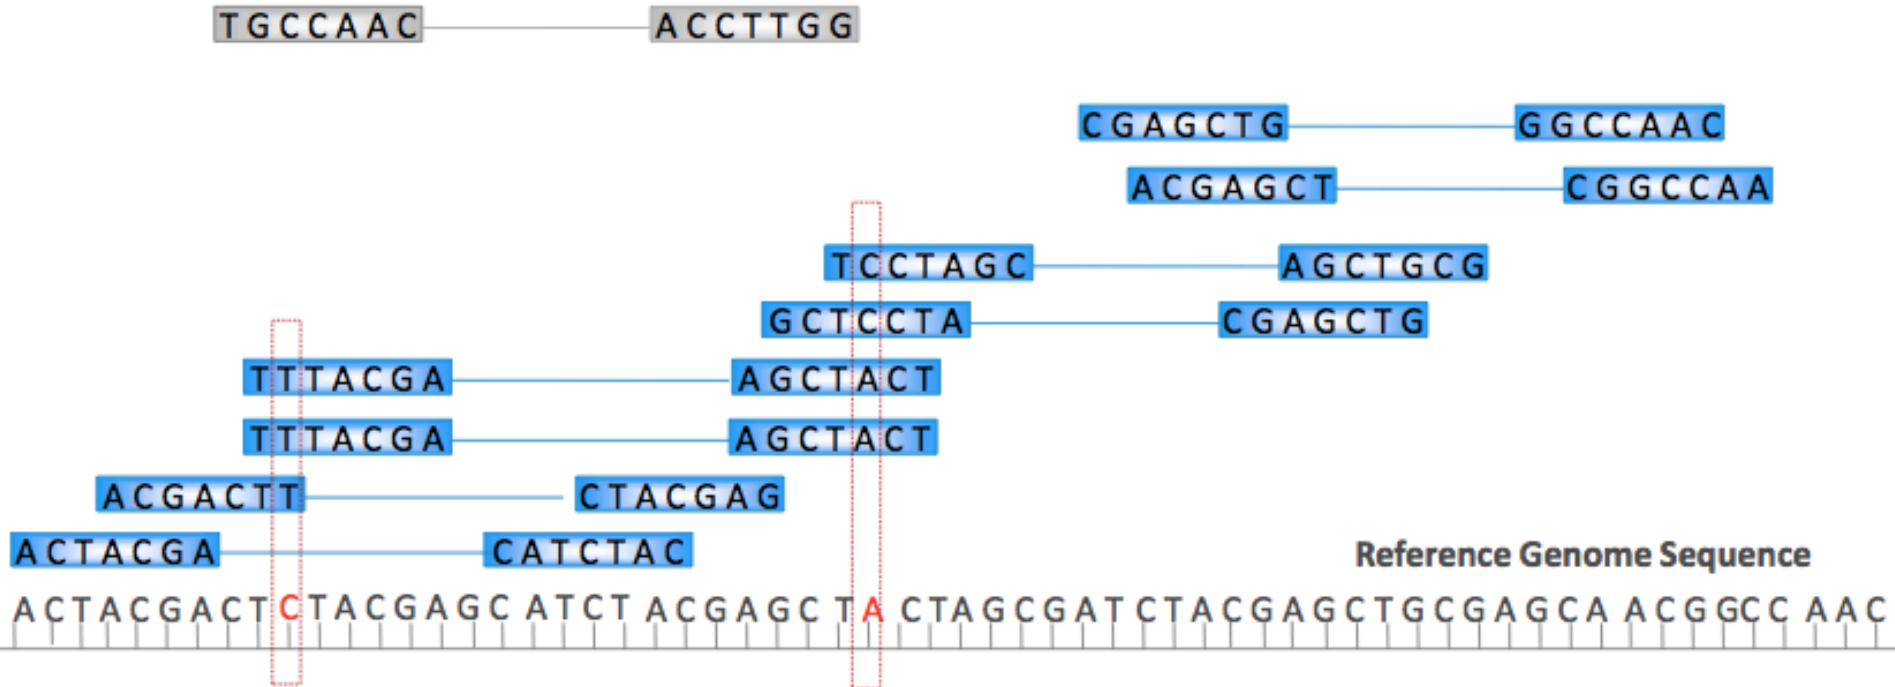 TGCCAAC ACCTTGG
CGAGCTG GGCCAAC
ACGAGCT CGGCCAA
TCCTAGC AGCTGCG
GCTCCTA CGAGCTG
TTTACGA AGCTACT
TTTACGA AGCTACT
ACGACTT CTACGAG
ACTACGA CATCTAC
Reference Genome Sequence
ACTACGACTCTACGAGCATCTACGAGCTACTAGCGATCTACGAGCTGCGAGCAACGGCCAAC